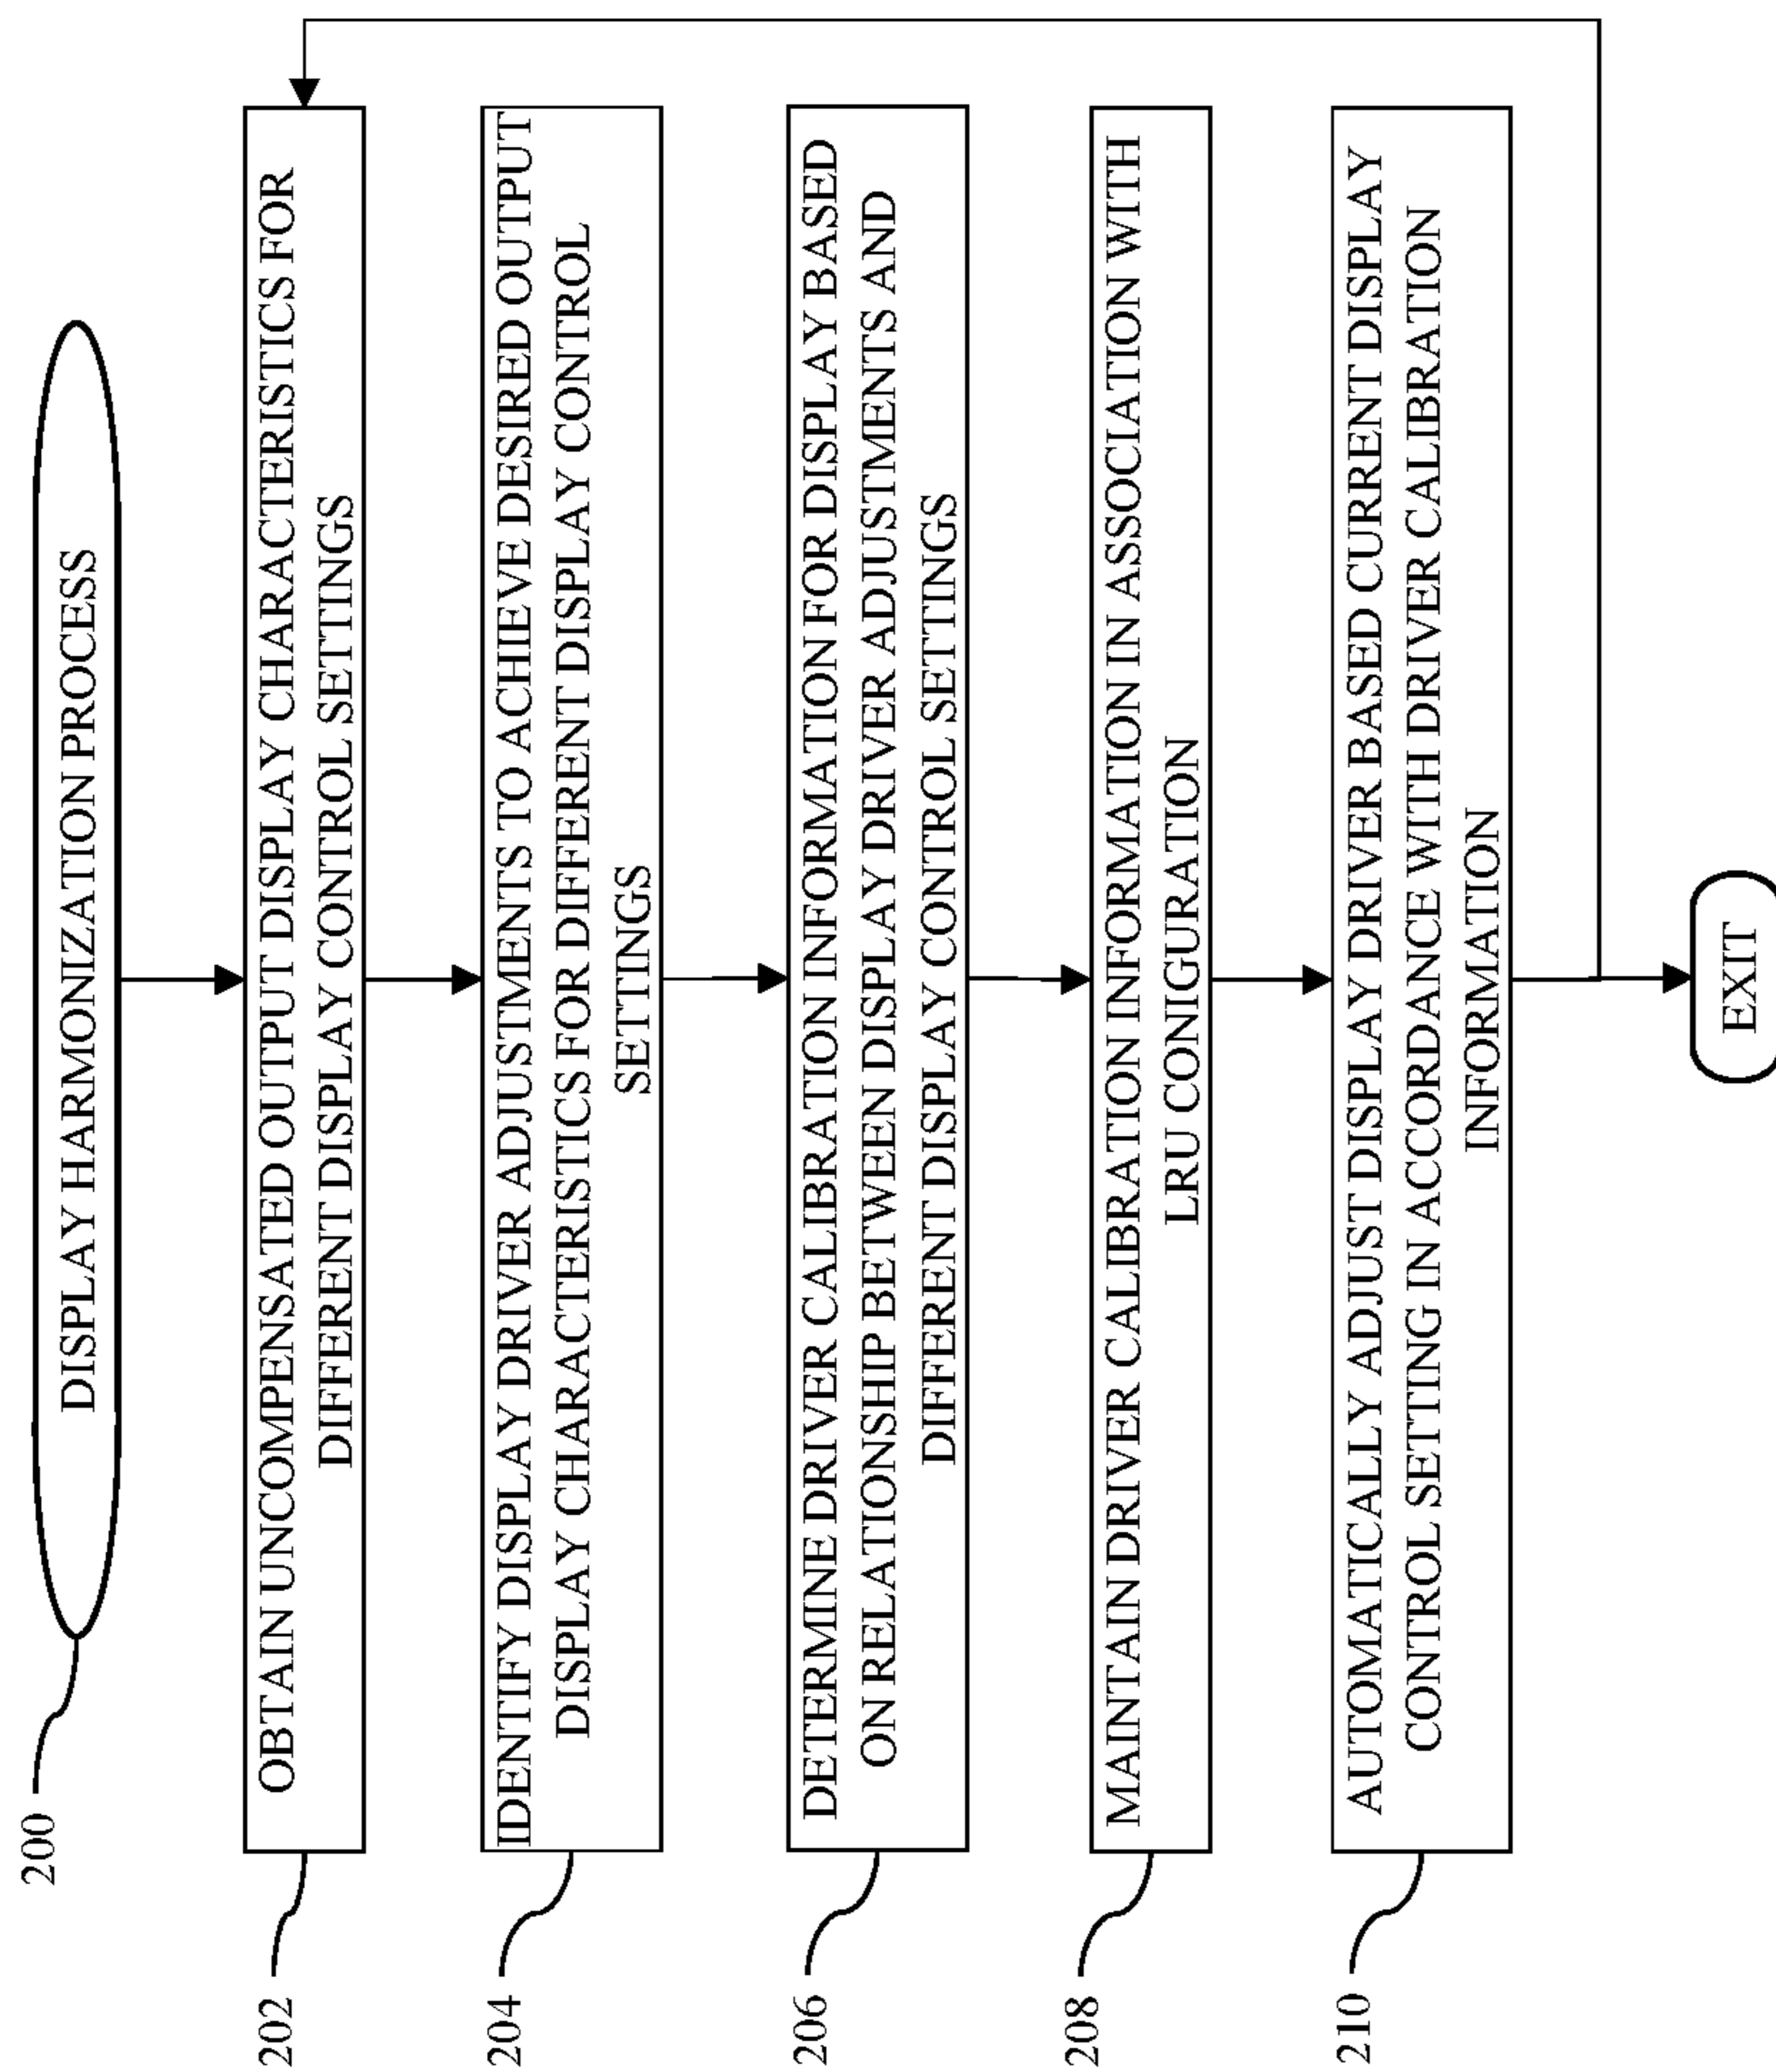 200
DISPLAY HARMONIZATION PROCESS
202
OBTAIN UNCOMPENSATED OUTPUT DISPLAY CHARACTERISTICS FOR
DIFFERENT DISPLAY CONTROL SETTINGS
204
IDENTIFY DISPLAY DRIVER ADJUSTMENTS TO ACHIEVE DESIRED OUTPUT
DISPLAY CHARACTERISTICS FOR DIFFERENT DISPLAY CONTROL
SETTINGS
206
DETERMINE DRIVER CALIBRATION INFORMATION FOR DISPLAY BASED
ON RELATIONSHIP BETWEEN DISPLAY DRIVER ADJUSTMENTS AND
DIFFERENT DISPLAY CONTROL SETTINGS
208
MAINTAIN DRIVER CALIBRATION INFORMATION IN ASSOCIATION WITH
LRU CONIGURATION
210
AUTOMATICALLY ADJUST DISPLAY DRIVER BASED CURRENT DISPLAY
CONTROL SETTING IN ACCORDANCE WITH DRIVER CALIBRATION
INFORMATION
EXIT